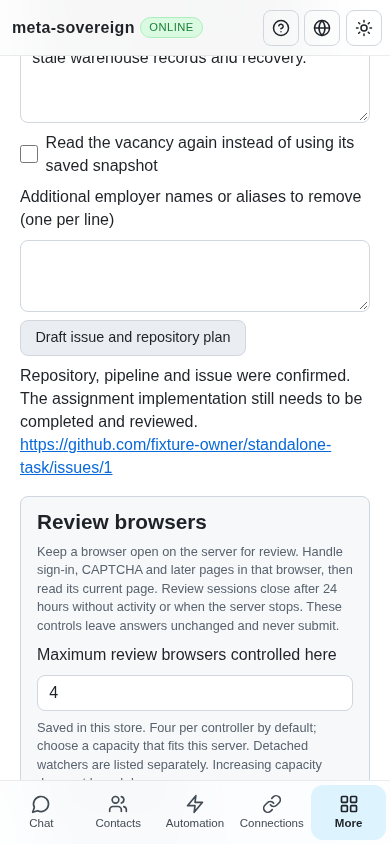 meta-sovereign ONLINE
stale warehouse records and recovery.
Read the vacancy again instead of using its
saved snapshot
Additional employer names or aliases to remove
(one per line)
Draft issue and repository plan
Repository, pipeline and issue were confirmed.
The assignment implementation still needs to be
completed and reviewed.
https://github.com/fixture-owner/standalone-
task/issues/1
Review browsers
Keep a browser open on the server for review. Handle
sign-in, CAPTCHA and later pages in that browser, then
read its current page. Review sessions close after 24
hours without activity or when the server stops. These
controls leave answers unchanged and never submit.
Maximum review browsers controlled here
4
Saved in this store. Four per controller by default;
choose a capacity that fits this server. Detached
watchers are listed separately. Increasing capacity
Chat Contacts Automation Connections More